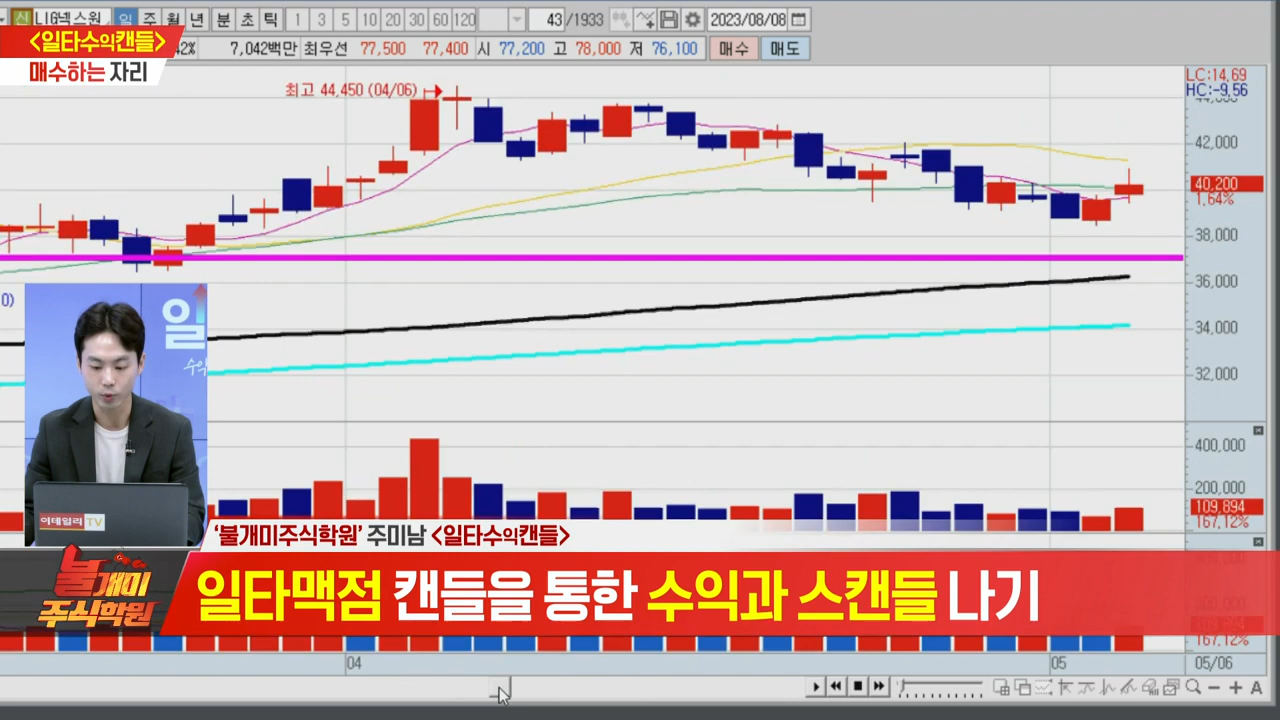 신 LIG넥스원 일 주 월 년 분 초 틱 1 3 5 10 20 30 60 120 43 /1933 2023/08/08
7,042백만 최우선 77,500 77,400 시 77,200 고 78,000 저 76,100 매수 매도
<일타수익캔들>
매수하는 자리
최고 44,450 (04/06)
LC:14.69
HC:-9.56
42,000
40,200
1.64%
38,000
36,000
34,000
32,000
0)
일
수익
400,000
200,000
109,894
167.12%
이데일리 TV
'불개미주식학원' 주미남 <일타수익캔들>
불개미
주식학원
일타맥점 캔들을 통한 수익과 스캔들 나기
167.12%
04
05
05/06
A